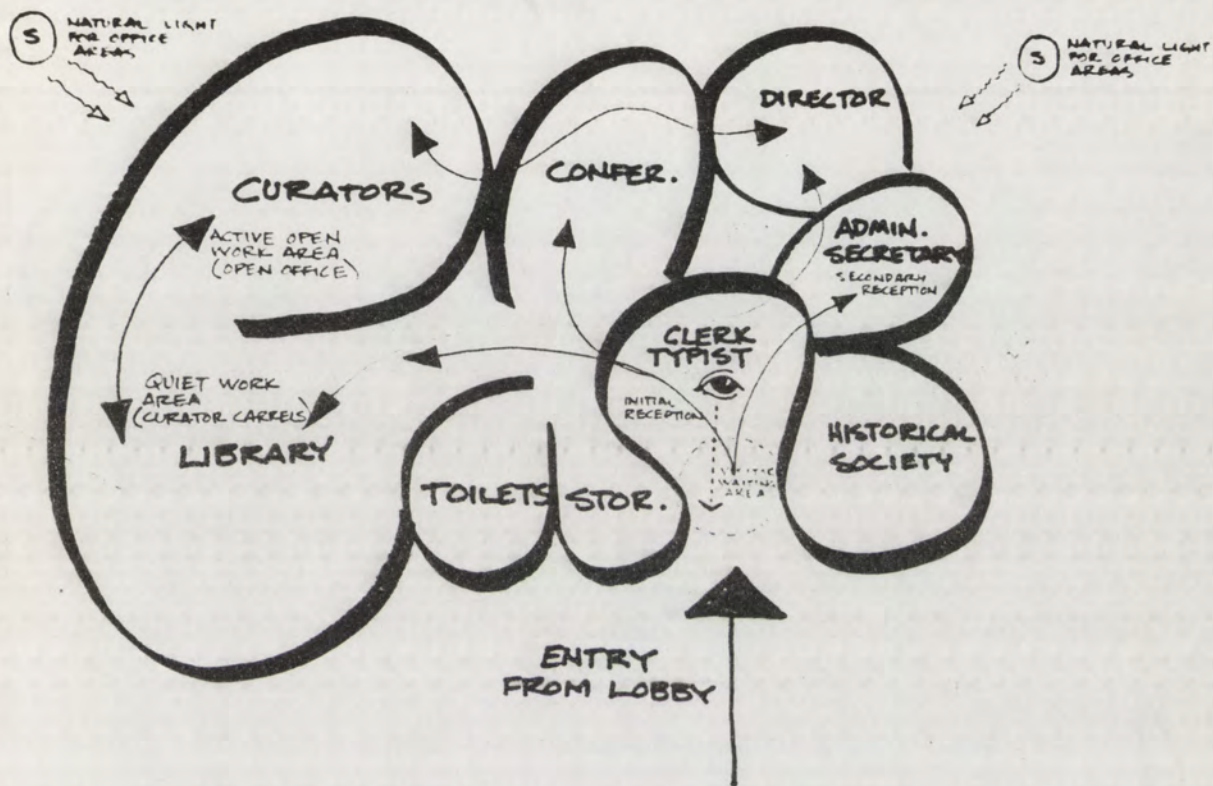 S
NATURAL LIGHT
FOR OFFICE
AREAS
S
NATURAL LIGHT
FOR OFFICE
AREAS
DIRECTOR
CONFER.
CURATORS
ACTIVE OPEN
WORK AREA
(OPEN OFFICE)
ADMIN.
SECRETARY
SECONDARY
RECEPTION
CLERK
TYPIST
INITIAL
RECEPTION
QUIET WORK
AREA
(CURATOR CARRELS)
LIBRARY
HISTORICAL
SOCIETY
TOILETS
STOR.
WAITING
AREA
ENTRY
FROM LOBBY